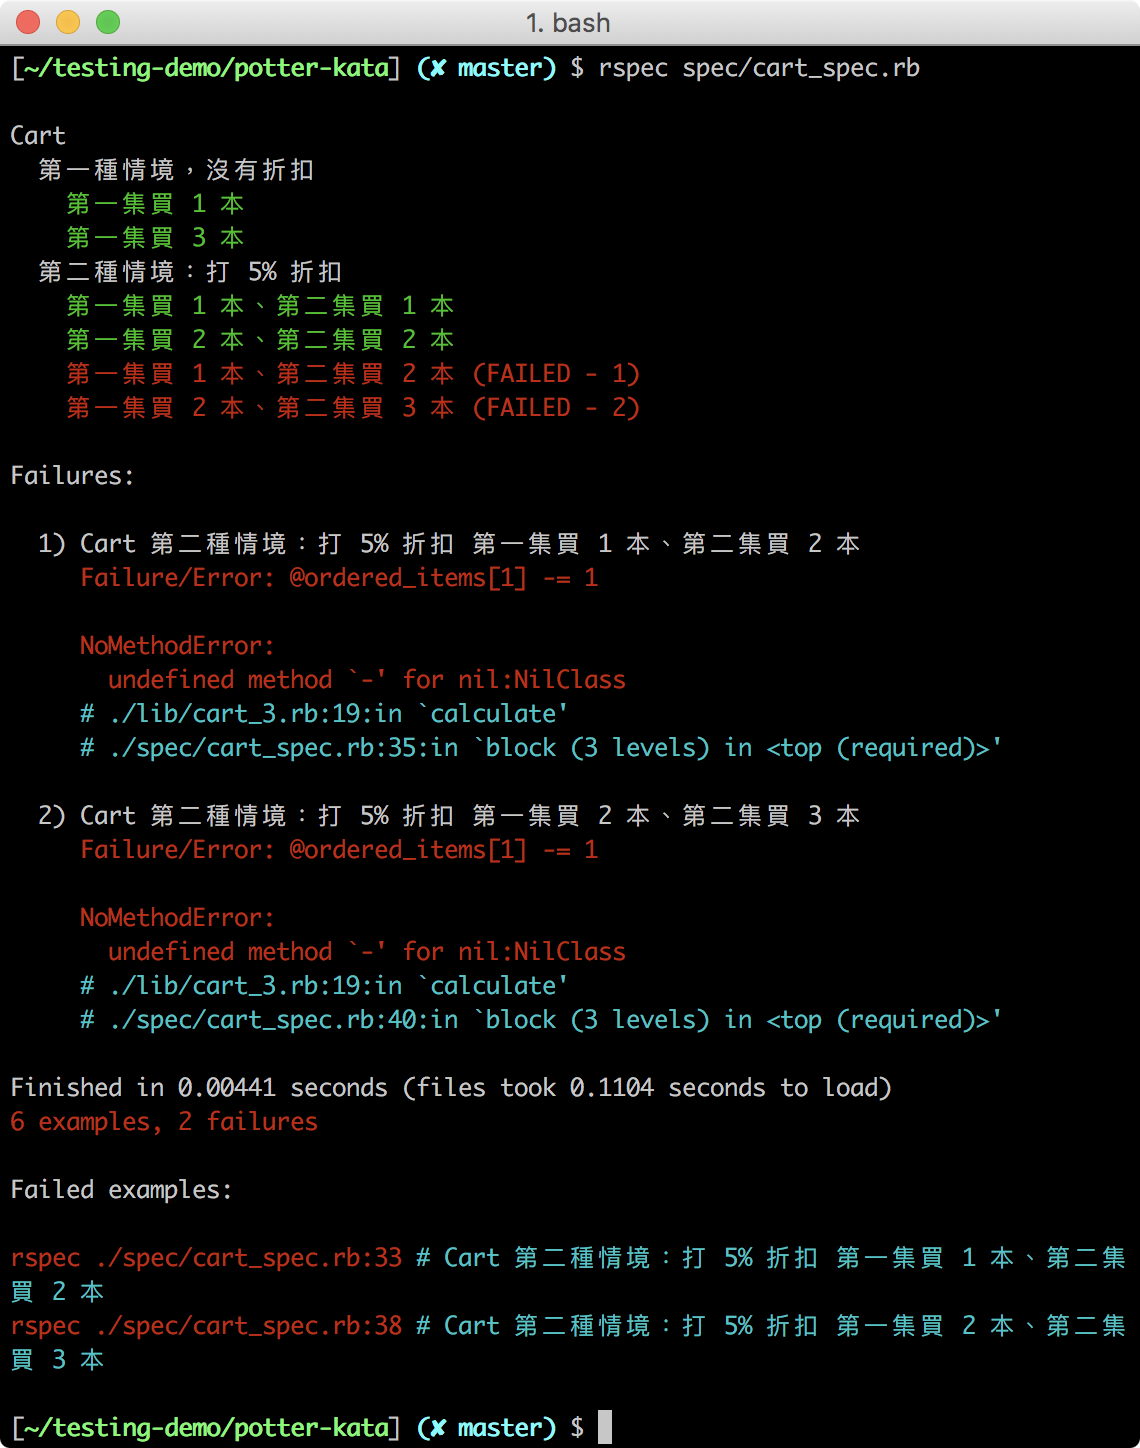 1. bash
[~/testing-demo/potter-kata] (✘ master) $ rspec spec/cart_spec.rb
Cart
第一種情境，沒有折扣
第一集買 1 本
第一集買 3 本
第二種情境：打 5% 折扣
第一集買 1 本、第二集買 1 本
第一集買 2 本、第二集買 2 本
第一集買 1 本、第二集買 2 本 (FAILED - 1)
第一集買 2 本、第二集買 3 本 (FAILED - 2)
Failures:
1) Cart 第二種情境：打 5% 折扣 第一集買 1 本、第二集買 2 本
Failure/Error: @ordered_items[1] -= 1
NoMethodError:
undefined method `-' for nil:NilClass
# ./lib/cart_3.rb:19:in `calculate'
# ./spec/cart_spec.rb:35:in `block (3 levels) in <top (required)>'
2) Cart 第二種情境：打 5% 折扣 第一集買 2 本、第二集買 3 本
Failure/Error: @ordered_items[1] -= 1
NoMethodError:
undefined method `-' for nil:NilClass
# ./lib/cart_3.rb:19:in `calculate'
# ./spec/cart_spec.rb:40:in `block (3 levels) in <top (required)>'
Finished in 0.00441 seconds (files took 0.1104 seconds to load)
6 examples, 2 failures
Failed examples:
rspec ./spec/cart_spec.rb:33 # Cart 第二種情境：打 5% 折扣 第一集買 1 本、第二集
買 2 本
rspec ./spec/cart_spec.rb:38 # Cart 第二種情境：打 5% 折扣 第一集買 2 本、第二集
買 3 本
[~/testing-demo/potter-kata] (✘ master) $